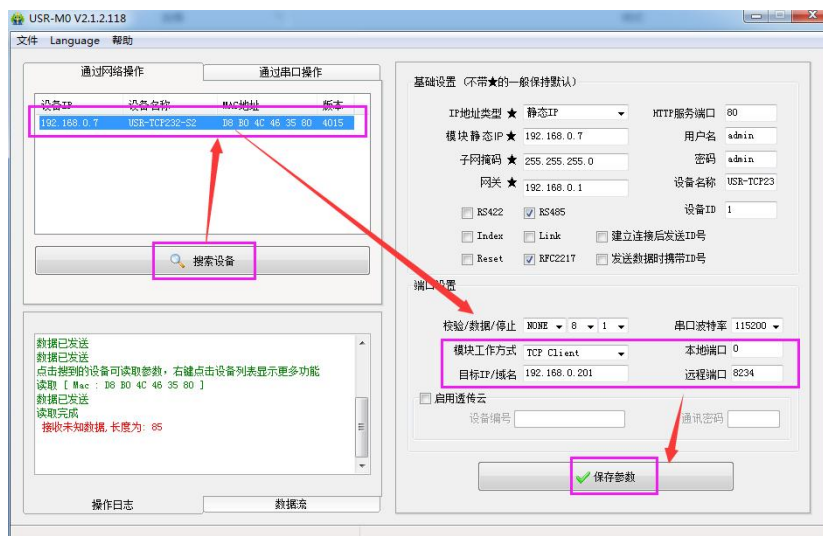 USR-M0 V2.1.2.118
文件 Language 帮助
通过网络操作 通过串口操作
设备IP 设备名称 MAC地址 版本
192.168.0.7 USR-TCP232-S2 D8 B0 4C 46 35 80 4015
搜索设备
数据已发送
数据已发送
点击搜到的设备可读取参数，右键点击设备列表显示更多功能
读取 [ Mac : D8 B0 4C 46 35 80 ]
数据已发送
读取完成
接收未知数据,长度为: 85
操作日志 数据流
基础设置 (不带★的一般保持默认)
IP地址类型 ★ 静态IP HTTP服务端口 80
模块静态IP★ 192.168.0.7 用户名 admin
子网掩码 ★ 255.255.255.0 密码 admin
网关 ★ 192.168.0.1 设备名称 USR-TCP23
RS422 RS485 设备ID 1
Index Link 建立连接后发送ID号
Reset RFC2217 发送数据时携带ID号
端口设置
校验/数据/停止 NONE 8 1 串口波特率 115200
模块工作方式 TCP Client 本地端口 0
目标IP/域名 192.168.0.201 远程端口 8234
启用透传云
设备编号 通讯密码
保存参数